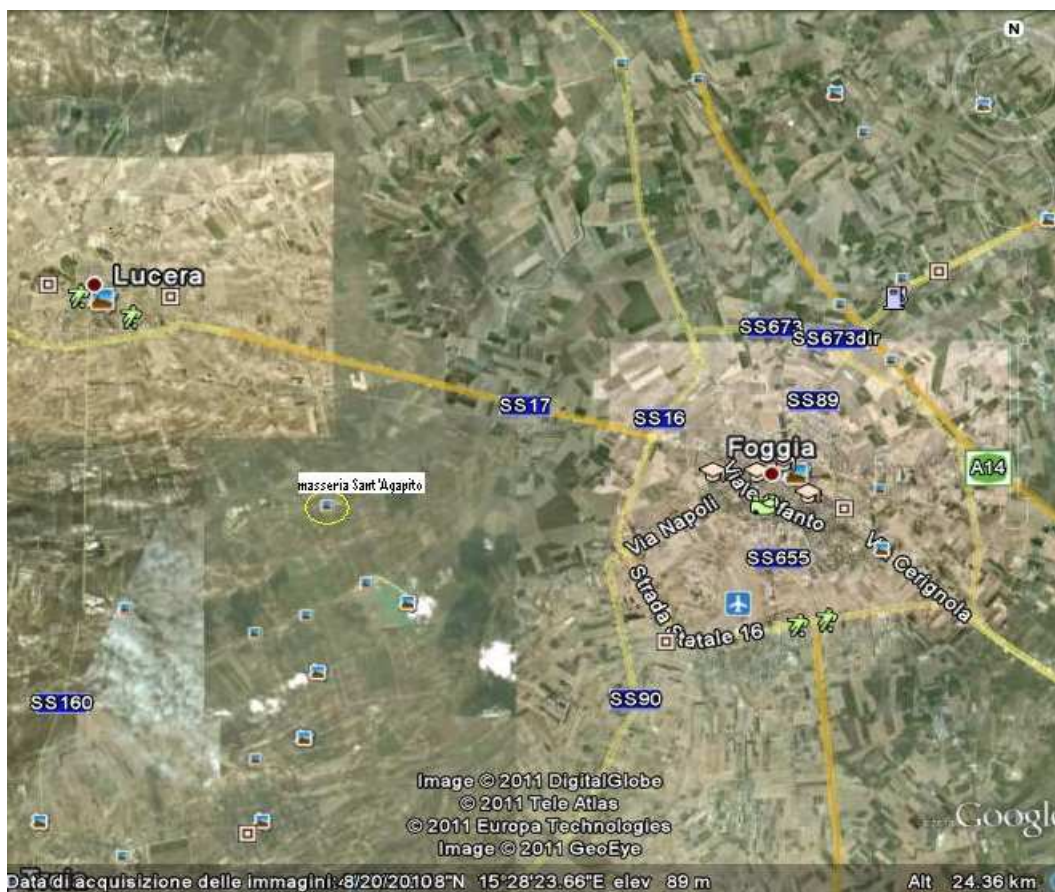 N
Lucera
SS673
SS673dir
SS17
SS16
SS89
Foggia
A14
masseria Sant'Agapito
Viale Ofanto
Via Napoli
SS655
Via Cerignola
Strada Statale 16
SS160
SS90
Image © 2011 DigitalGlobe
© 2011 Tele Atlas
© 2011 Europa Technologies
Image © 2011 GeoEye
Google
Data di acquisizione delle immagini: 8/20/2010 8"N 15°28'23.66"E elev 89 m Alt 24.36 km